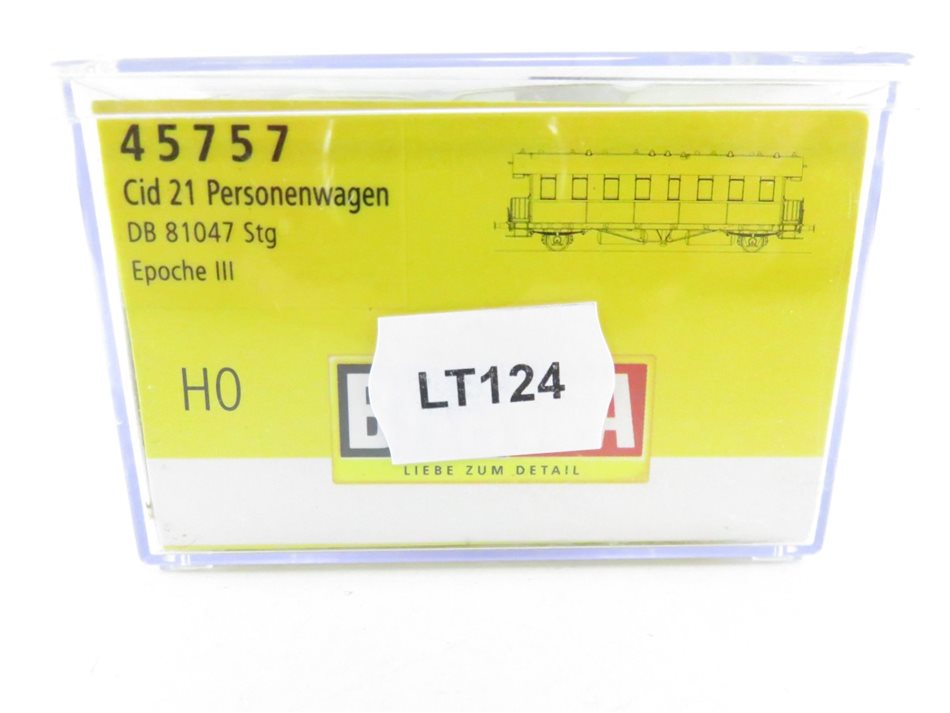 45757
Cid 21 Personenwagen
DB 81047 Stg
Epoche III
H0
LT124
LIEBE ZUM DETAIL